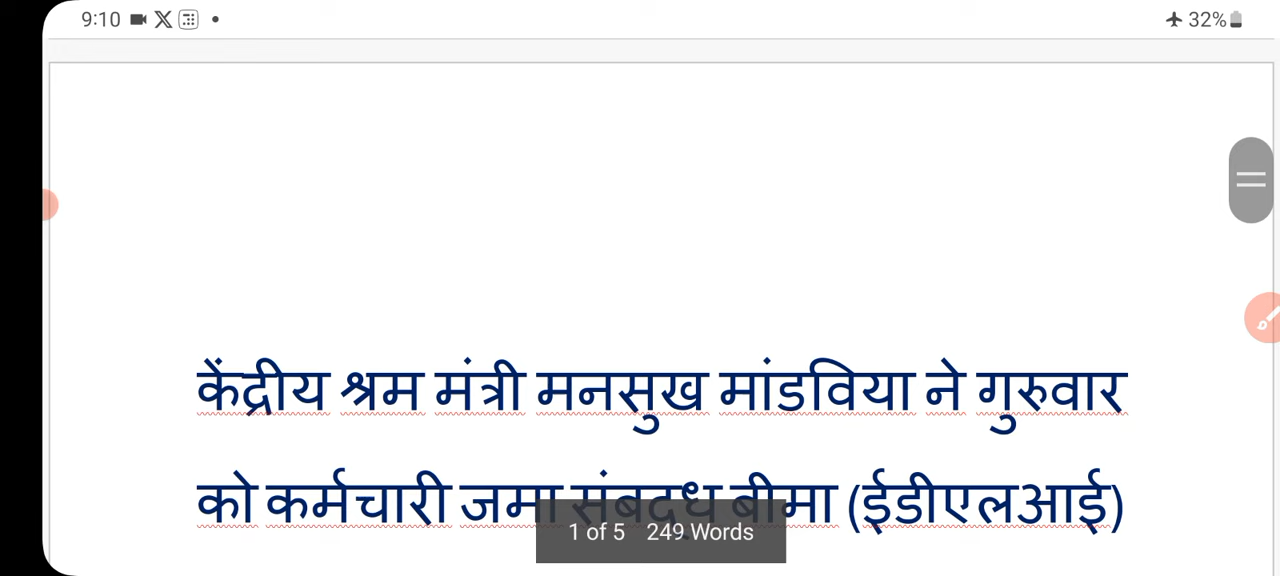 9:10
32%
केंद्रीय श्रम मंत्री मनसुख मांडविया ने गुरुवार
को कर्मचारी जमा संबद्ध बीमा (ईडीएलआई)
1 of 5 249 Words